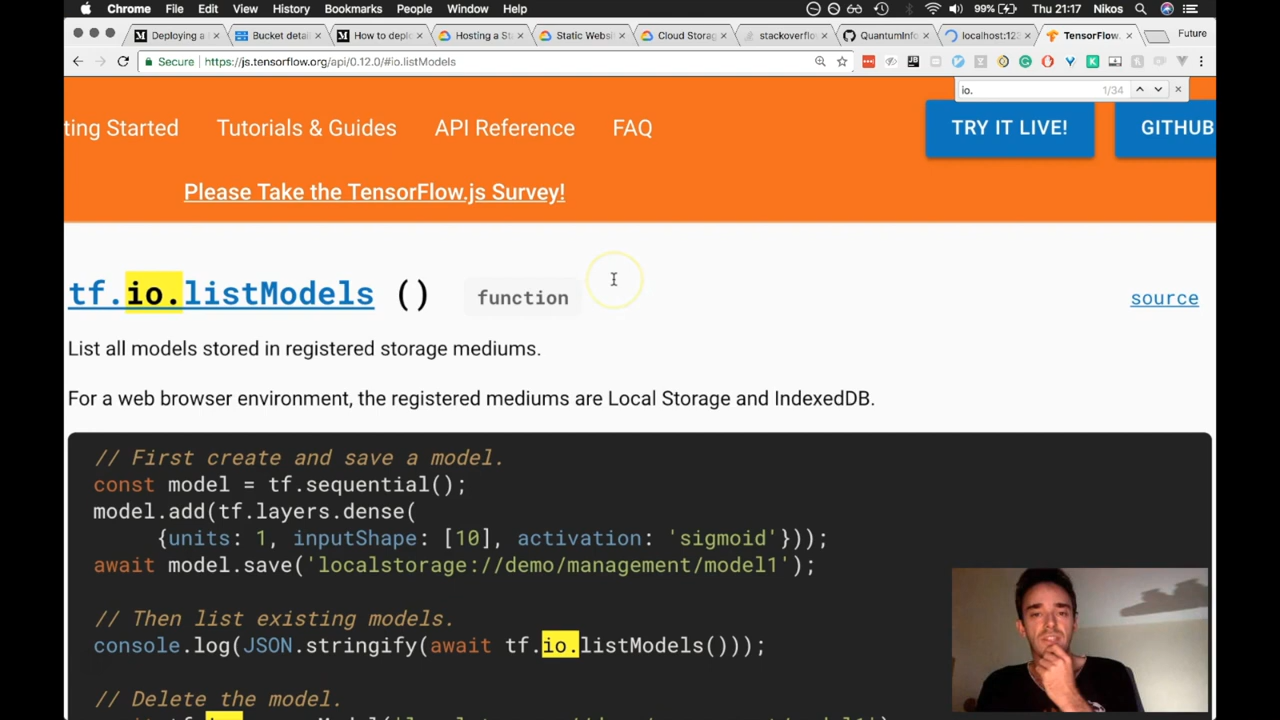 Chrome File Edit View History Bookmarks People Window Help 99% Thu 21:17 Nikos
Deploying a Bucket detai How to deplo Hosting a Sta Static Websi Cloud Storag stackoverflo QuantumInfo localhost:123 TensorFlow. Future
Secure https://js.tensorflow.org/api/0.12.0/#io.listModels
io. 1/34
ting Started Tutorials & Guides API Reference FAQ TRY IT LIVE! GITHUB
Please Take the TensorFlow.js Survey!
tf.io.listModels () function source
List all models stored in registered storage mediums.
For a web browser environment, the registered mediums are Local Storage and IndexedDB.
// First create and save a model.
const model = tf.sequential();
model.add(tf.layers.dense(
{units: 1, inputShape: [10], activation: 'sigmoid'}));
await model.save('localstorage://demo/management/model1');
// Then list existing models.
console.log(JSON.stringify(await tf.io.listModels()));
// Delete the model.